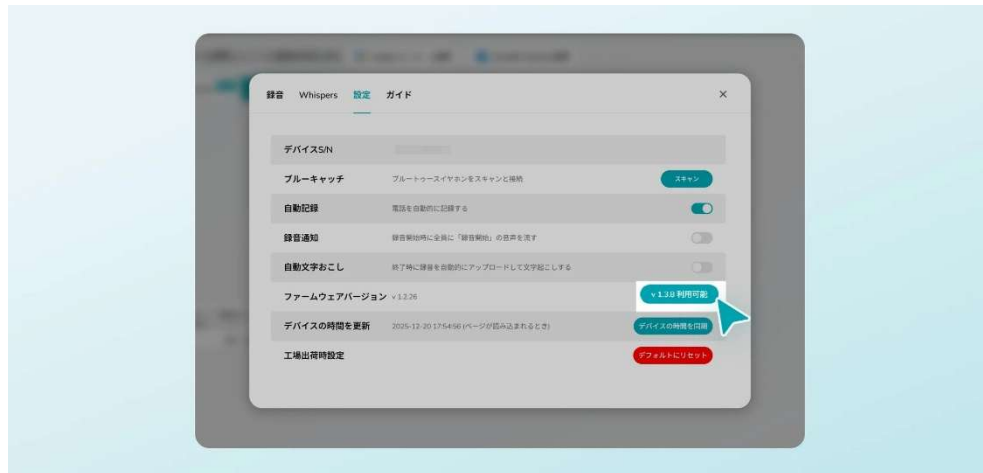 録音 Whispers 設定 ガイド ×
デバイスS/N
ブルーキャッチ ブルートゥースイヤホンをスキャンと接続 スキャン
自動記録 電話を自動的に記録する
録音通知 録音開始時に全員に「録音開始」の音声を流す
自動文字おこし 終了時に録音を自動的にアップロードして文字起こしする
ファームウェアバージョン v 1.2.26 v 1.3.8 利用可能
デバイスの時間を更新 2025-12-20 17:54:56 (ページが読み込まれるとき) デバイスの時間を同期
工場出荷時設定 デフォルトにリセット